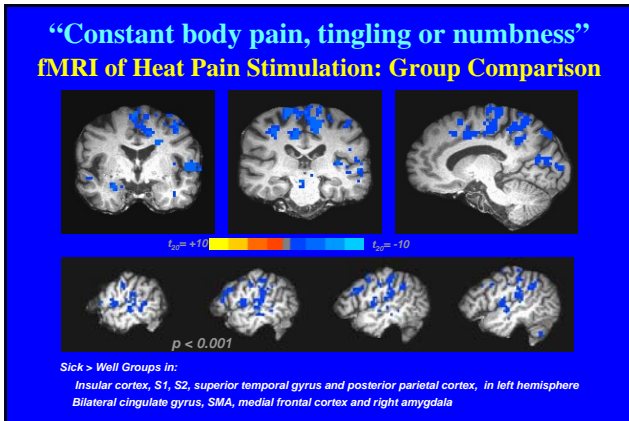 “Constant body pain, tingling or numbness”
fMRI of Heat Pain Stimulation: Group Comparison
t20= +10 t20= -10
p < 0.001
Sick > Well Groups in:
Insular cortex, S1, S2, superior temporal gyrus and posterior parietal cortex, in left hemisphere
Bilateral cingulate gyrus, SMA, medial frontal cortex and right amygdala